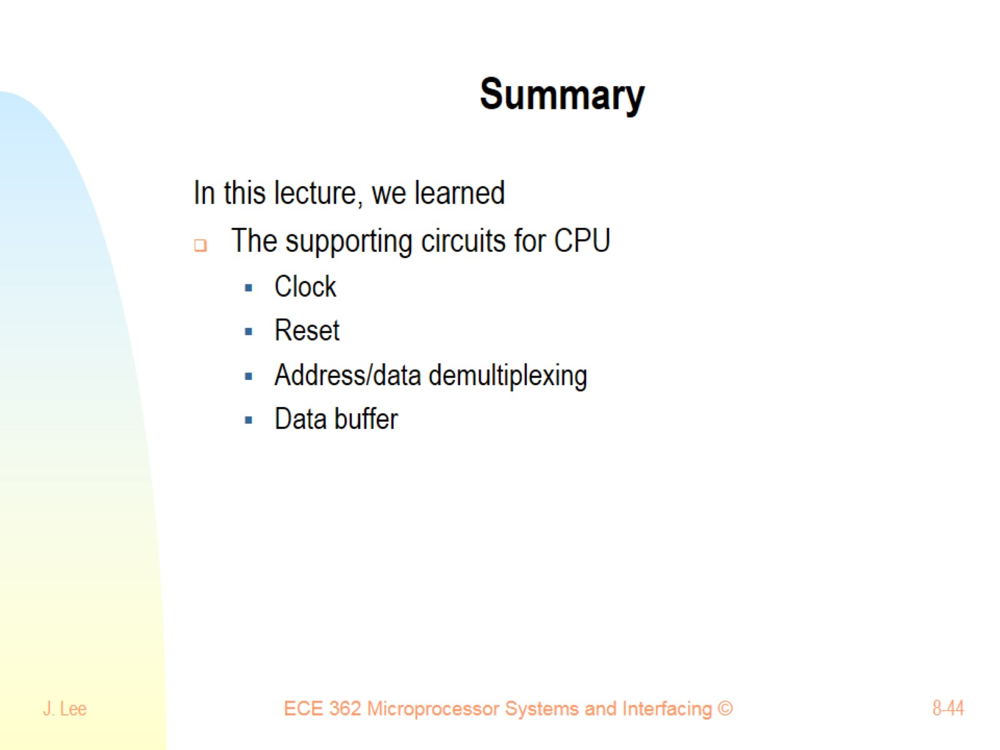 Summary
In this lecture, we learned
The supporting circuits for CPU
Clock
Reset
Address/data demultiplexing
Data buffer
J. Lee
ECE 362 Microprocessor Systems and Interfacing ©
8-44